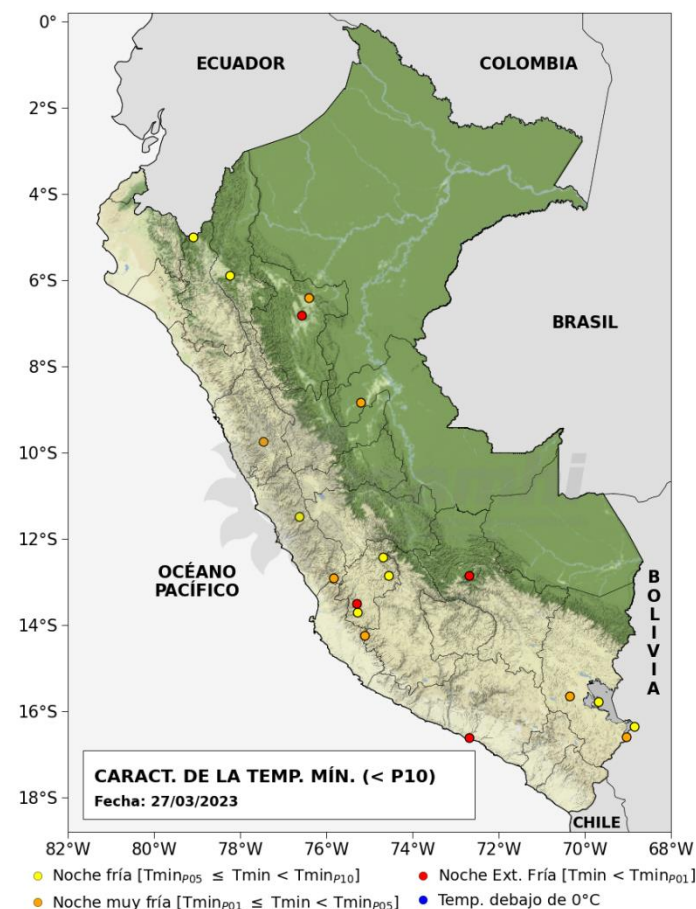 0°
2°S
4°S
6°S
8°S
10°S
12°S
14°S
16°S
18°S
ECUADOR
COLOMBIA
BRASIL
OCÉANO
PACÍFICO
B
O
L
I
V
I
A
CHILE
CARACT. DE LA TEMP. MÍN. (< P10)
Fecha: 27/03/2023
82°W 80°W 78°W 76°W 74°W 72°W 70°W 68°W
Noche fría [Tmin_P05 ≤ Tmin < Tmin_P10]
Noche muy fría [Tmin_P01 ≤ Tmin < Tmin_P05]
Noche Ext. Fría [Tmin < Tmin_P01]
Temp. debajo de 0°C